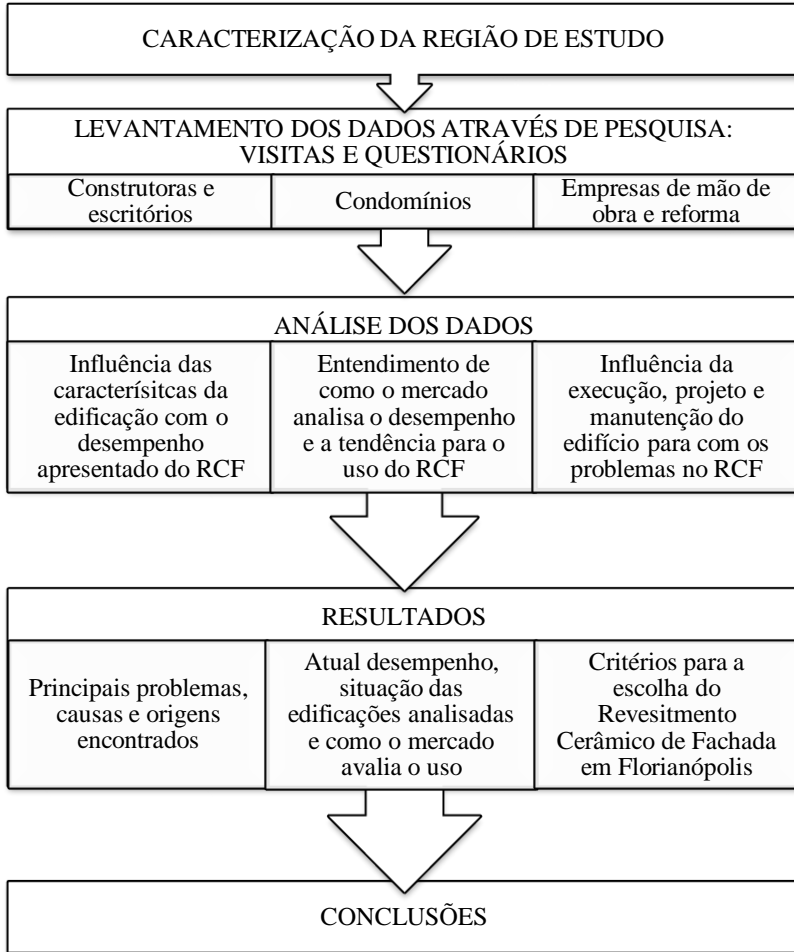 CARACTERIZAÇÃO DA REGIÃO DE ESTUDO
LEVANTAMENTO DOS DADOS ATRAVÉS DE PESQUISA:
VISITAS E QUESTIONÁRIOS
Construtoras e
escritórios
Condomínios
Empresas de mão de
obra e reforma
ANÁLISE DOS DADOS
Influência das
caracterísitcas da
edificação com o
desempenho
apresentado do RCF
Entendimento de
como o mercado
analisa o desempenho
e a tendência para o
uso do RCF
Influência da
execução, projeto e
manutenção do
edifício para com os
problemas no RCF
RESULTADOS
Principais problemas,
causas e origens
encontrados
Atual desempenho,
situação das
edificações analisadas
e como o mercado
avalia o uso
Critérios para a
escolha do
Revesitmento
Cerâmico de Fachada
em Florianópolis
CONCLUSÕES